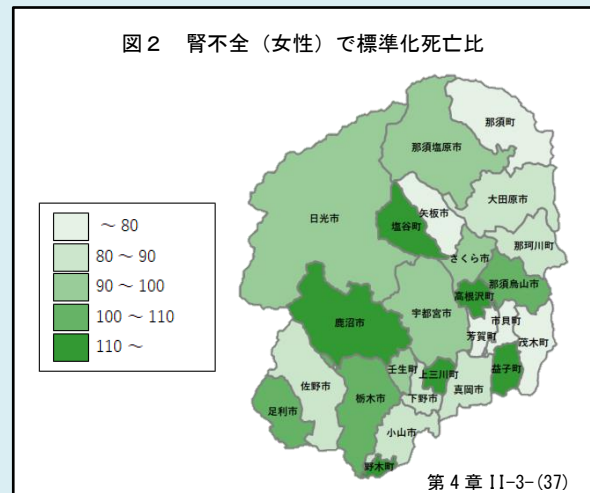 図２　腎不全（女性）で標準化死亡比
～ 80
80 ～ 90
90 ～ 100
100 ～ 110
110 ～
那須町
那須塩原市
大田原市
矢板市
日光市
塩谷町
那珂川町
さくら市
那須烏山市
高根沢町
宇都宮市
鹿沼市
市貝町
芳賀町
茂木町
壬生町
上三川町
益子町
佐野市
栃木市
下野市
真岡市
足利市
小山市
野木町
第４章 II-3-(37)